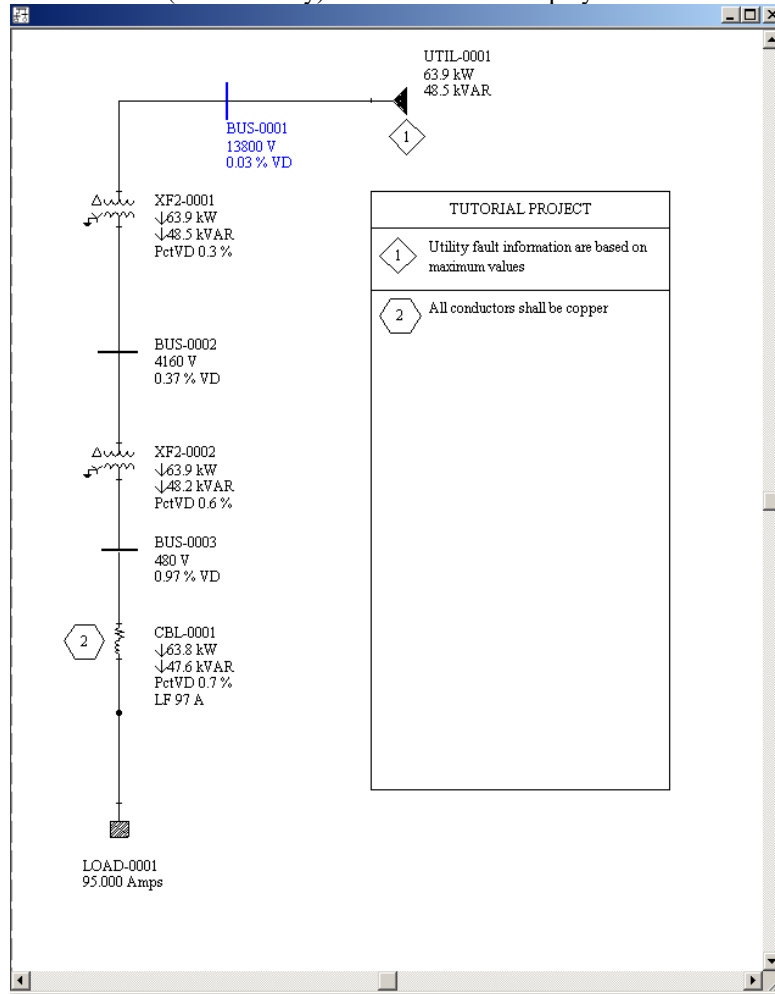 UTIL-0001
63.9 kW
48.5 kVAR
1
BUS-0001
13800 V
0.03 % VD
XF2-0001
↓63.9 kW
↓48.5 kVAR
PctVD 0.3 %
TUTORIAL PROJECT
1
Utility fault information are based on
maximum values
2
All conductors shall be copper
BUS-0002
4160 V
0.37 % VD
XF2-0002
↓63.9 kW
↓48.2 kVAR
PctVD 0.6 %
BUS-0003
480 V
0.97 % VD
2
CBL-0001
↓63.8 kW
↓47.6 kVAR
PctVD 0.7 %
LF 97 A
LOAD-0001
95.000 Amps